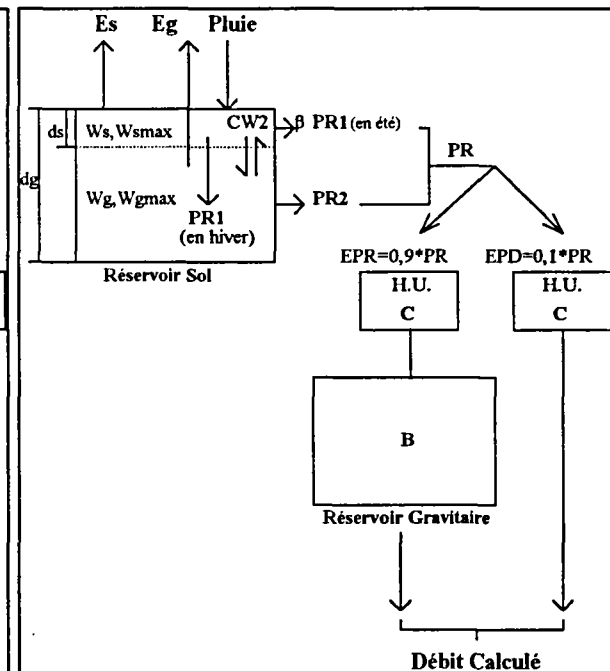 Es Eg Pluie
ds Ws, Wsmax CW2 β PR1 (en été)
dg
PR
Wg, Wgmax PR2
PR1
(en hiver)
Réservoir Sol
EPR=0,9*PR EPD=0,1*PR
H.U. H.U.
C C
B
Réservoir Gravitaire
Débit Calculé